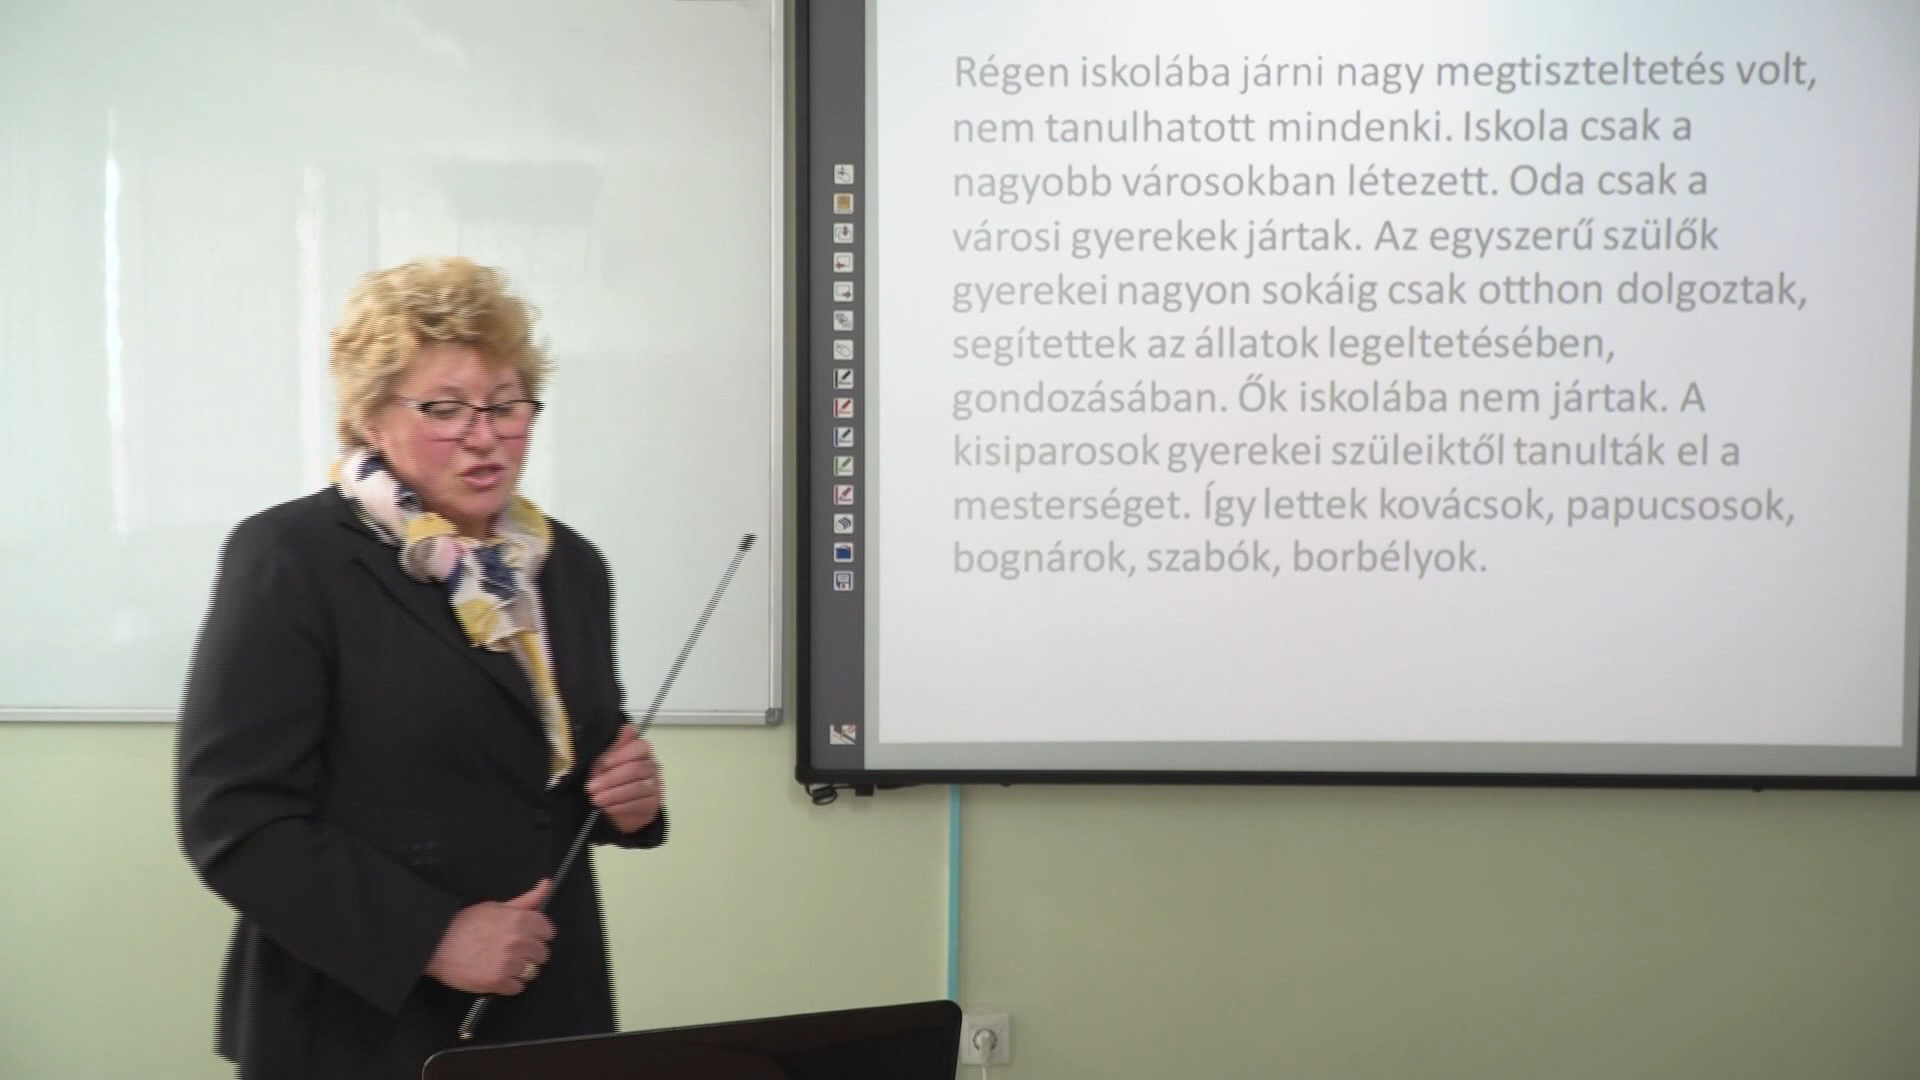 Régen iskolába járni nagy megtiszteltetés volt,
nem tanulhatott mindenki. Iskola csak a
nagyobb városokban létezett. Oda csak a
városi gyerekek jártak. Az egyszerű szülők
gyerekei nagyon sokáig csak otthon dolgoztak,
segítettek az állatok legeltetésében,
gondozásában. Ők iskolába nem jártak. A
kisiparosok gyerekei szüleiktől tanulták el a
mesterséget. Így lettek kovácsok, papucsosok,
bognárok, szabók, borbélyok.